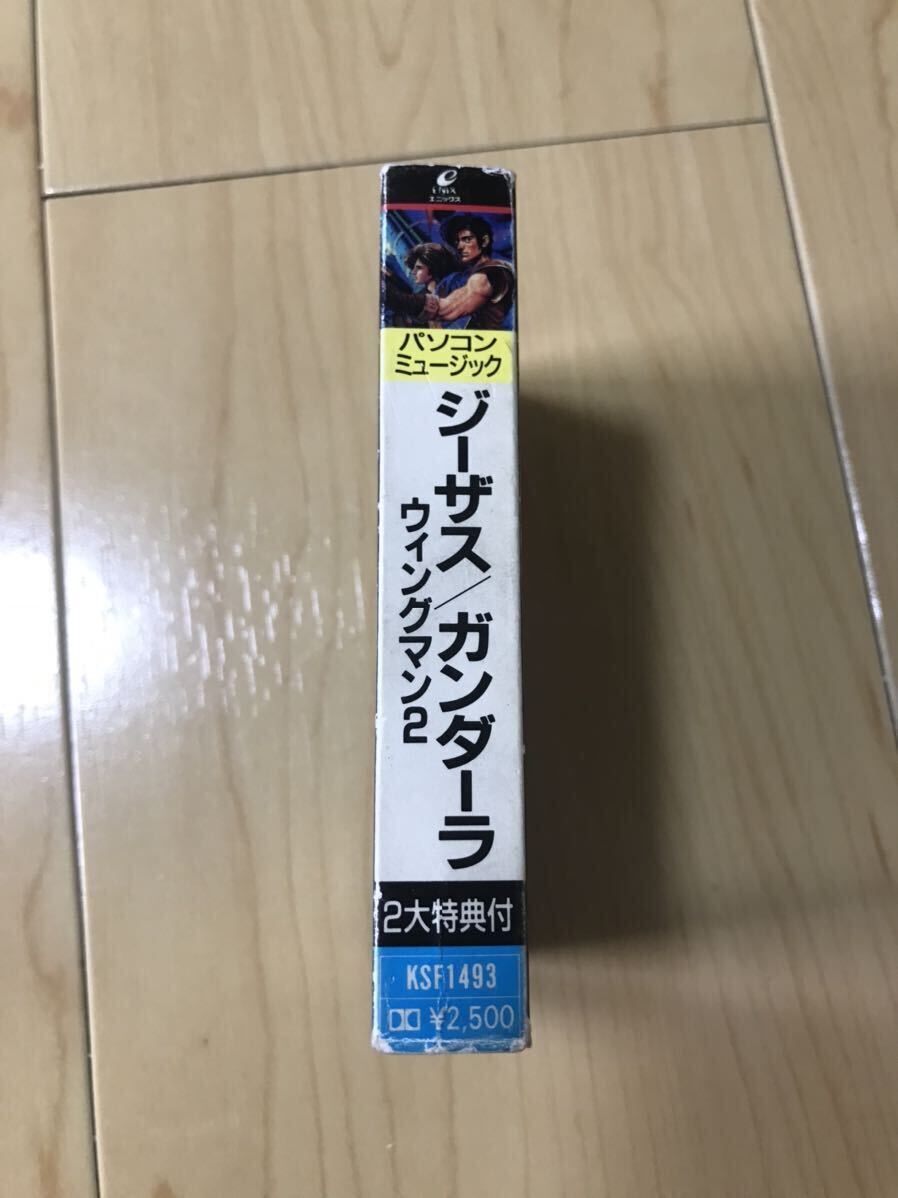 ENIX
エニックス
パソコン
ミュージック
ジーザス/ガンダーラ
ウィングマン2
2大特典付
KSF1493
¥2,500